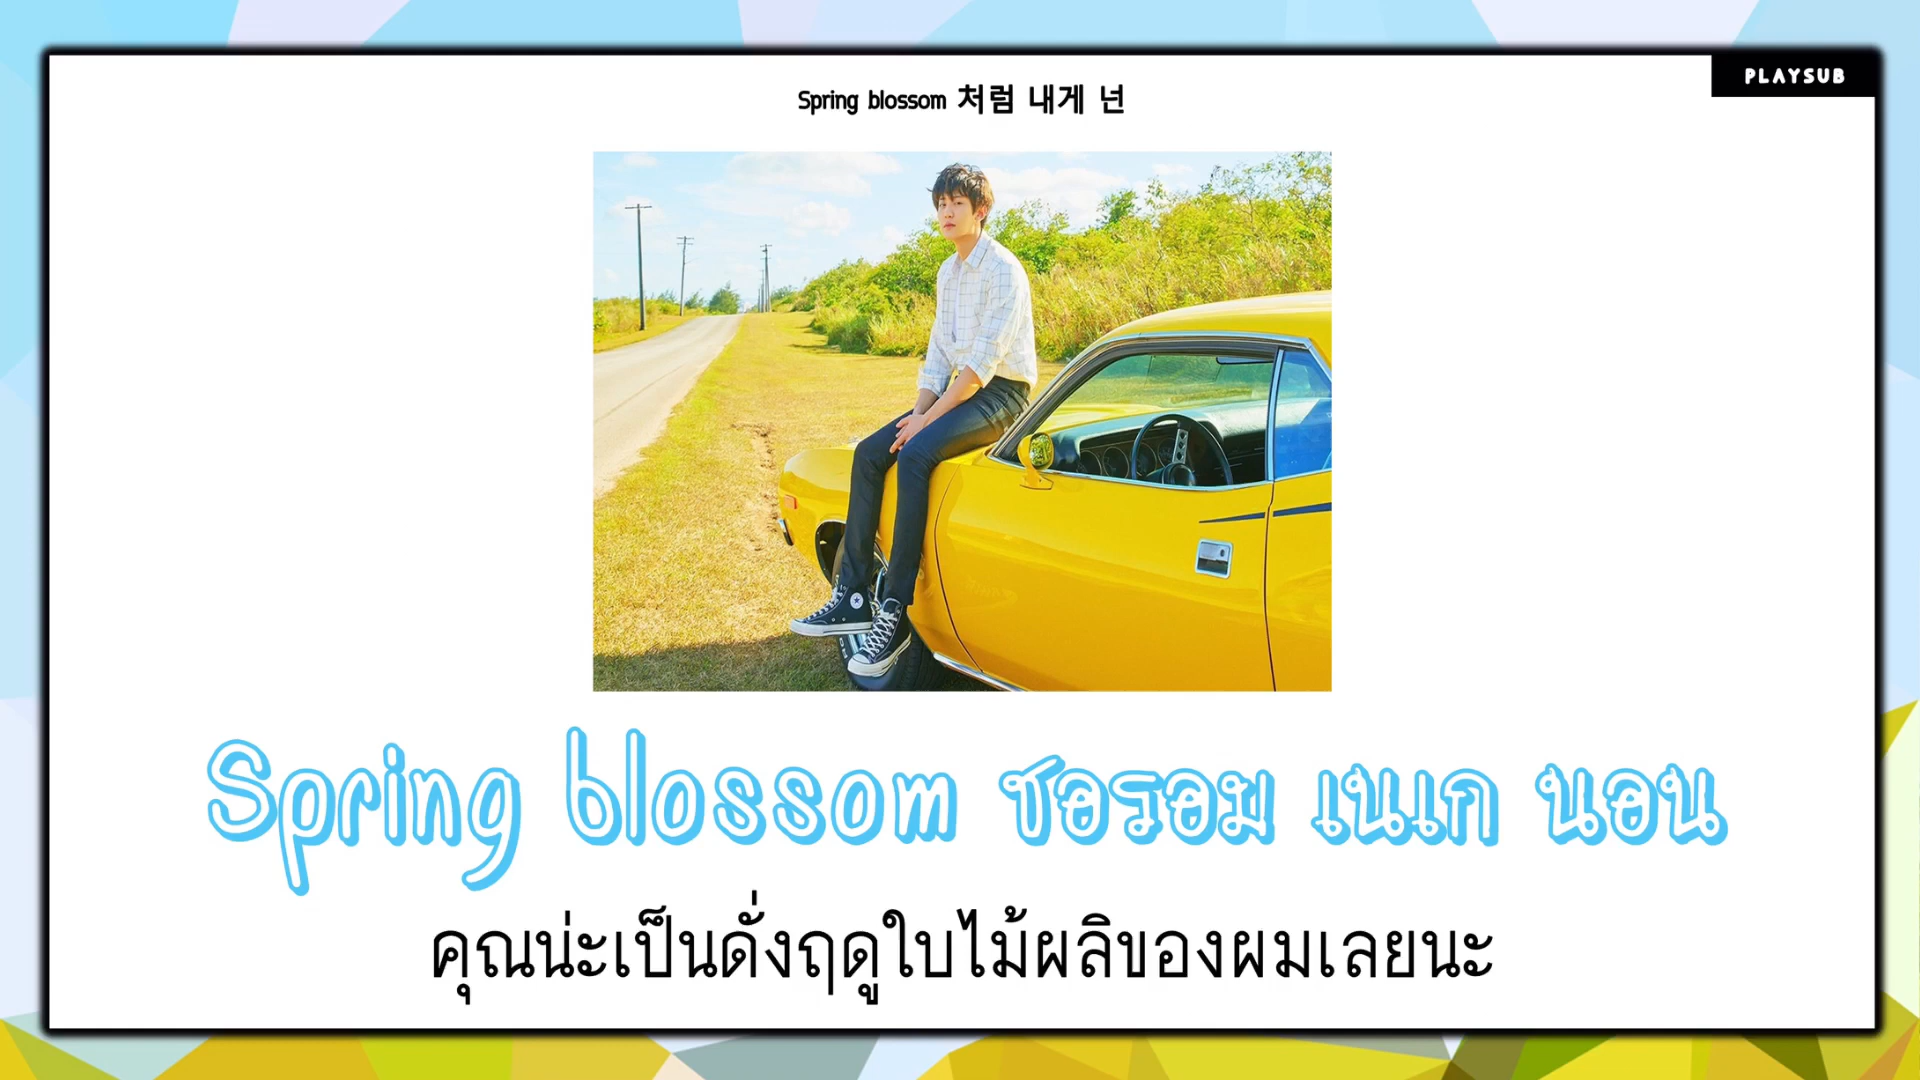 PLAYSUB
Spring blossom 처럼 내게 넌
Spring blossom ชอรอม เนเก นอน
คุณน่ะเป็นดั่งฤดูใบไม้ผลิของผมเลยนะ